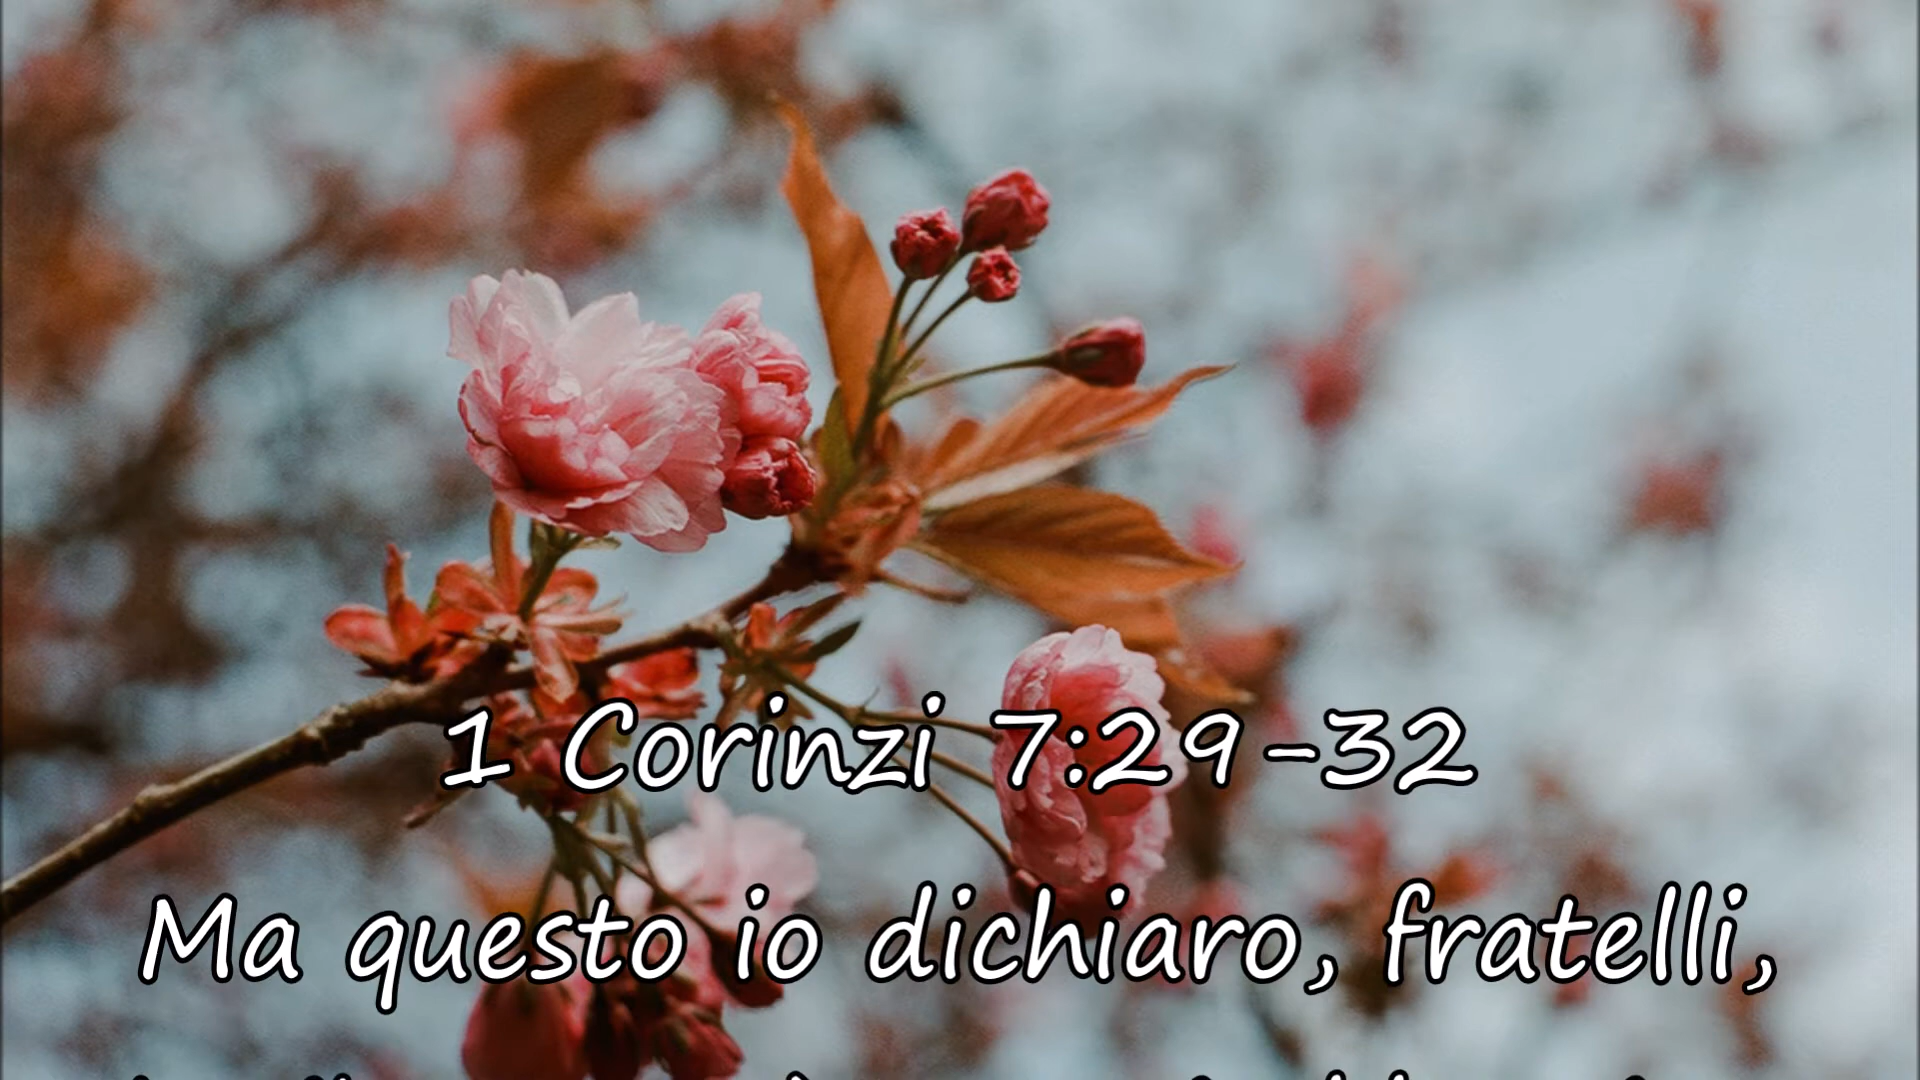 1 Corinzi 7:29-32
Ma questo io dichiaro, fratelli,